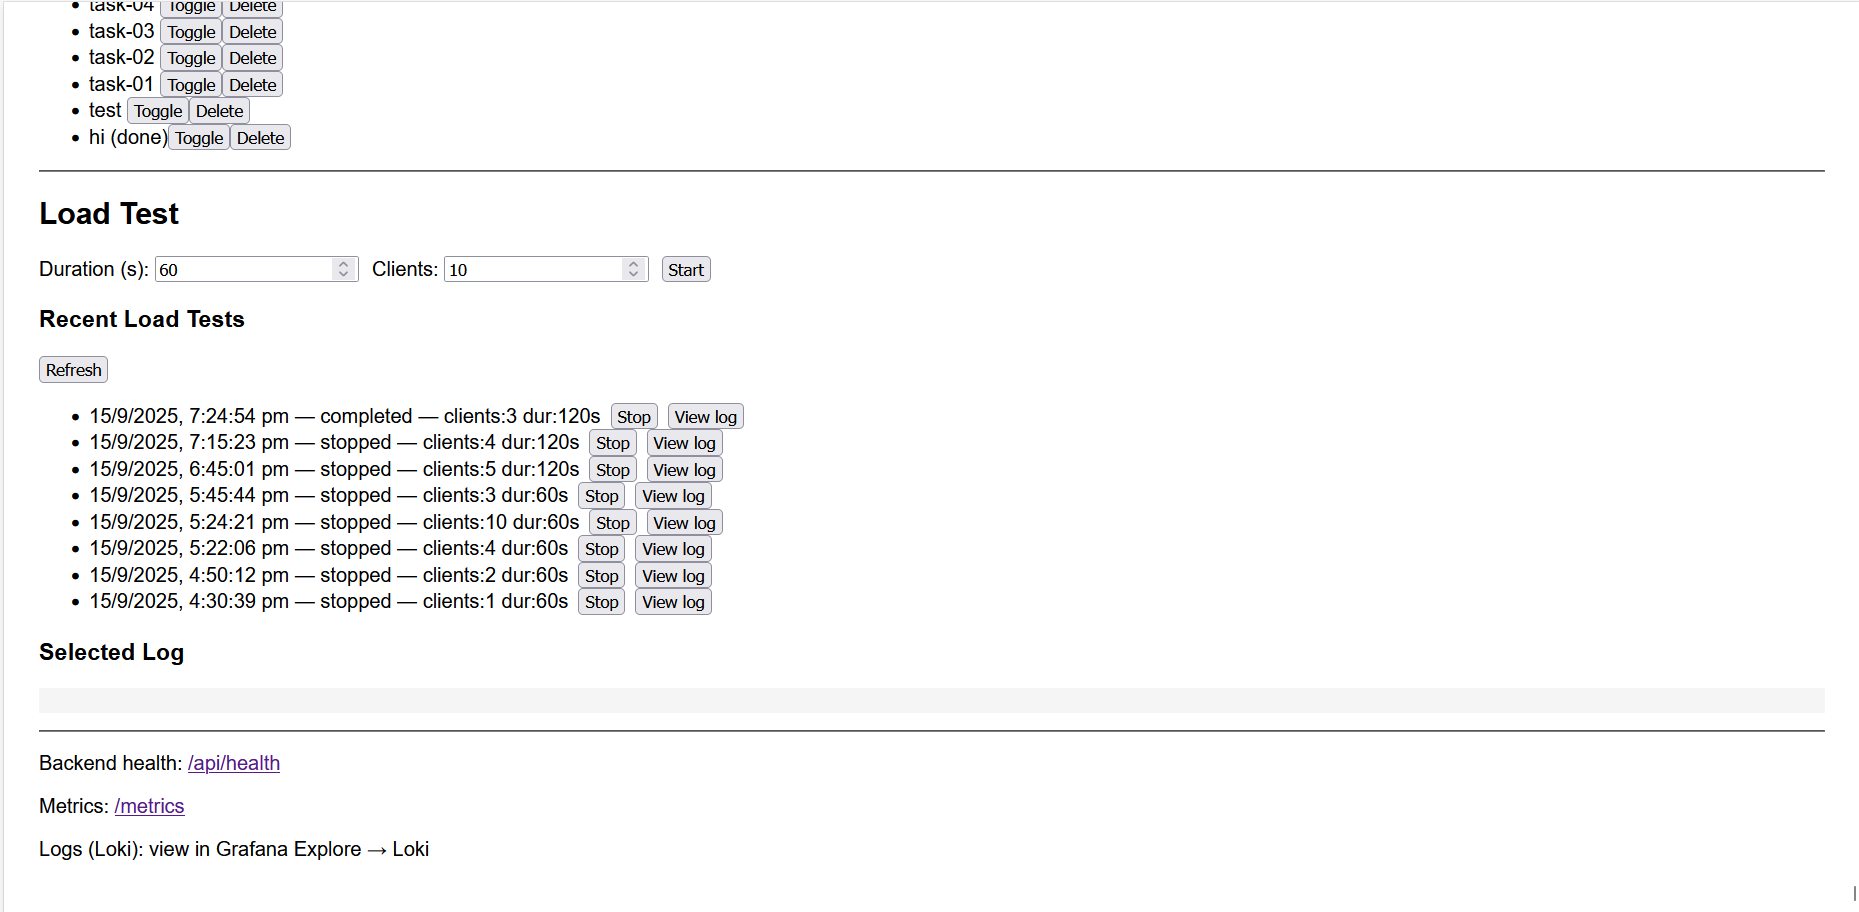 • task-04 Toggle Delete
• task-03 Toggle Delete
• task-02 Toggle Delete
• task-01 Toggle Delete
• test Toggle Delete
• hi (done) Toggle Delete
Load Test
Duration (s): 60 Clients: 10 Start
Recent Load Tests
Refresh
• 15/9/2025, 7:24:54 pm — completed — clients:3 dur:120s Stop View log
• 15/9/2025, 7:15:23 pm — stopped — clients:4 dur:120s Stop View log
• 15/9/2025, 6:45:01 pm — stopped — clients:5 dur:120s Stop View log
• 15/9/2025, 5:45:44 pm — stopped — clients:3 dur:60s Stop View log
• 15/9/2025, 5:24:21 pm — stopped — clients:10 dur:60s Stop View log
• 15/9/2025, 5:22:06 pm — stopped — clients:4 dur:60s Stop View log
• 15/9/2025, 4:50:12 pm — stopped — clients:2 dur:60s Stop View log
• 15/9/2025, 4:30:39 pm — stopped — clients:1 dur:60s Stop View log
Selected Log
Backend health: /api/health
Metrics: /metrics
Logs (Loki): view in Grafana Explore → Loki